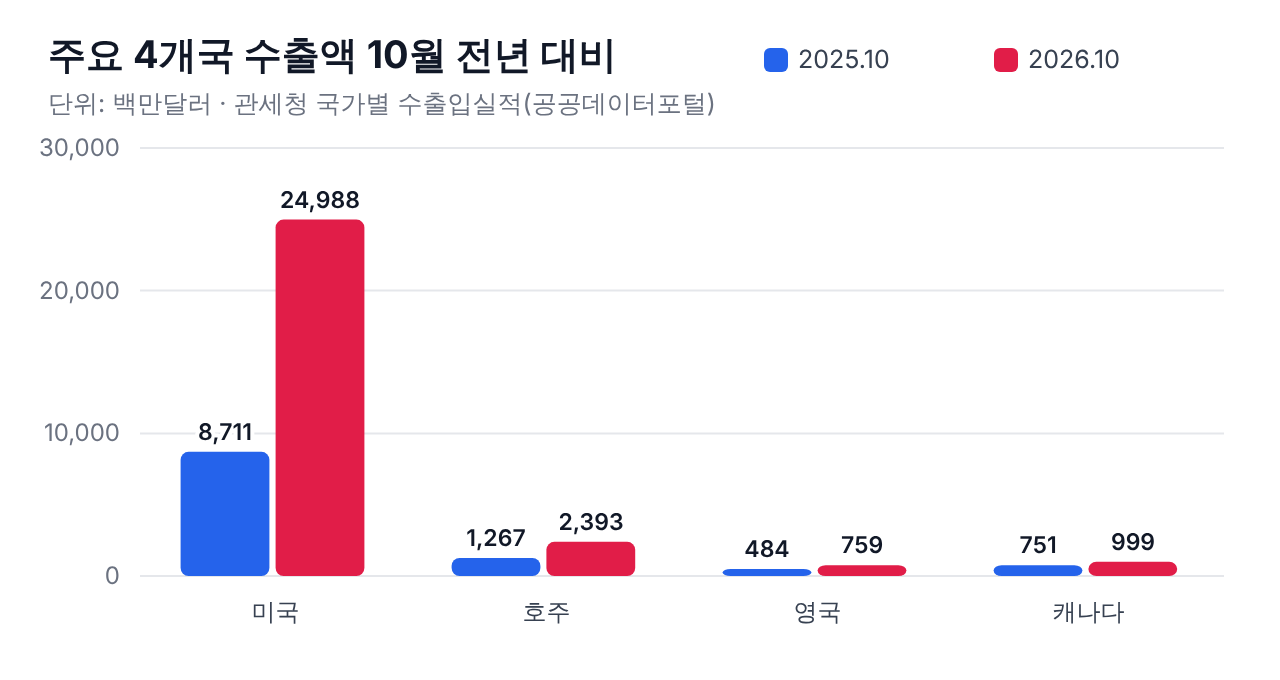 주요 4개국 수출액 10월 전년 대비
2025.10
2026.10
단위: 백만달러 · 관세청 국가별 수출입실적(공공데이터포털)
30,000
20,000
10,000
0
8,711
24,988
1,267
2,393
484
759
751
999
미국
호주
영국
캐나다